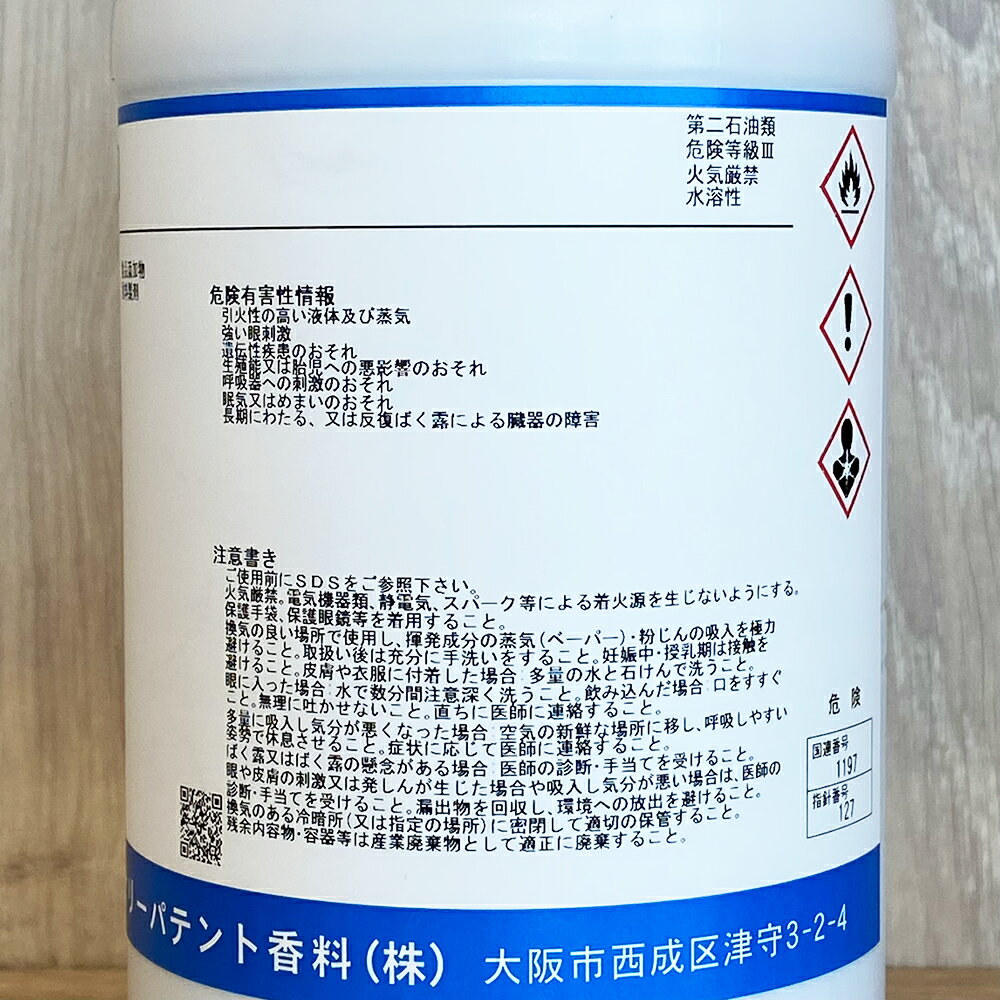 第二石油類
危険等級Ⅲ
火気厳禁
水溶性
危険有害性情報
引火性の高い液体及び蒸気
強い眼刺激
遺伝性疾患のおそれ
生殖能又は胎児への悪影響のおそれ
呼吸器への刺激のおそれ
眠気又はめまいのおそれ
長期にわたる、又は反復ばく露による臓器の障害
注意書き
ご使用前にSDSをご参照下さい。
火気厳禁。電気機器類、静電気、スパーク等による着火源を生じないようにする。
保護手袋、保護眼鏡等を着用すること。
換気の良い場所で使用し、揮発成分の蒸気(ベーパー)・粉じんの吸入を極力
避けること。取扱い後は充分に手洗いをすること。妊娠中・授乳期は接触を
避けること。皮膚や衣服に付着した場合:多量の水と石けんで洗うこと。
眼に入った場合:水で数分間注意深く洗うこと。飲み込んだ場合:口をすすぐ
こと。無理に吐かせないこと。直ちに医師に連絡すること。
多量に吸入し気分が悪くなった場合:空気の新鮮な場所に移し、呼吸しやすい
姿勢で休息させること。症状に応じて医師に連絡すること。
ばく露又はばく露の懸念がある場合:医師の診断・手当てを受けること。
眼や皮膚の刺激又は発しんが生じた場合や吸入し気分が悪い場合は、医師の
診断・手当てを受けること。漏出物を回収し、環境への放出を避けること。
換気のある冷暗所(又は指定の場所)に密閉して適切の保管すること。
残余内容物・容器等は産業廃棄物として適正に廃棄すること。
危険
国連番号
1197
指針番号
127
リーパテント香料(株) 大阪市西成区津守3-2-4